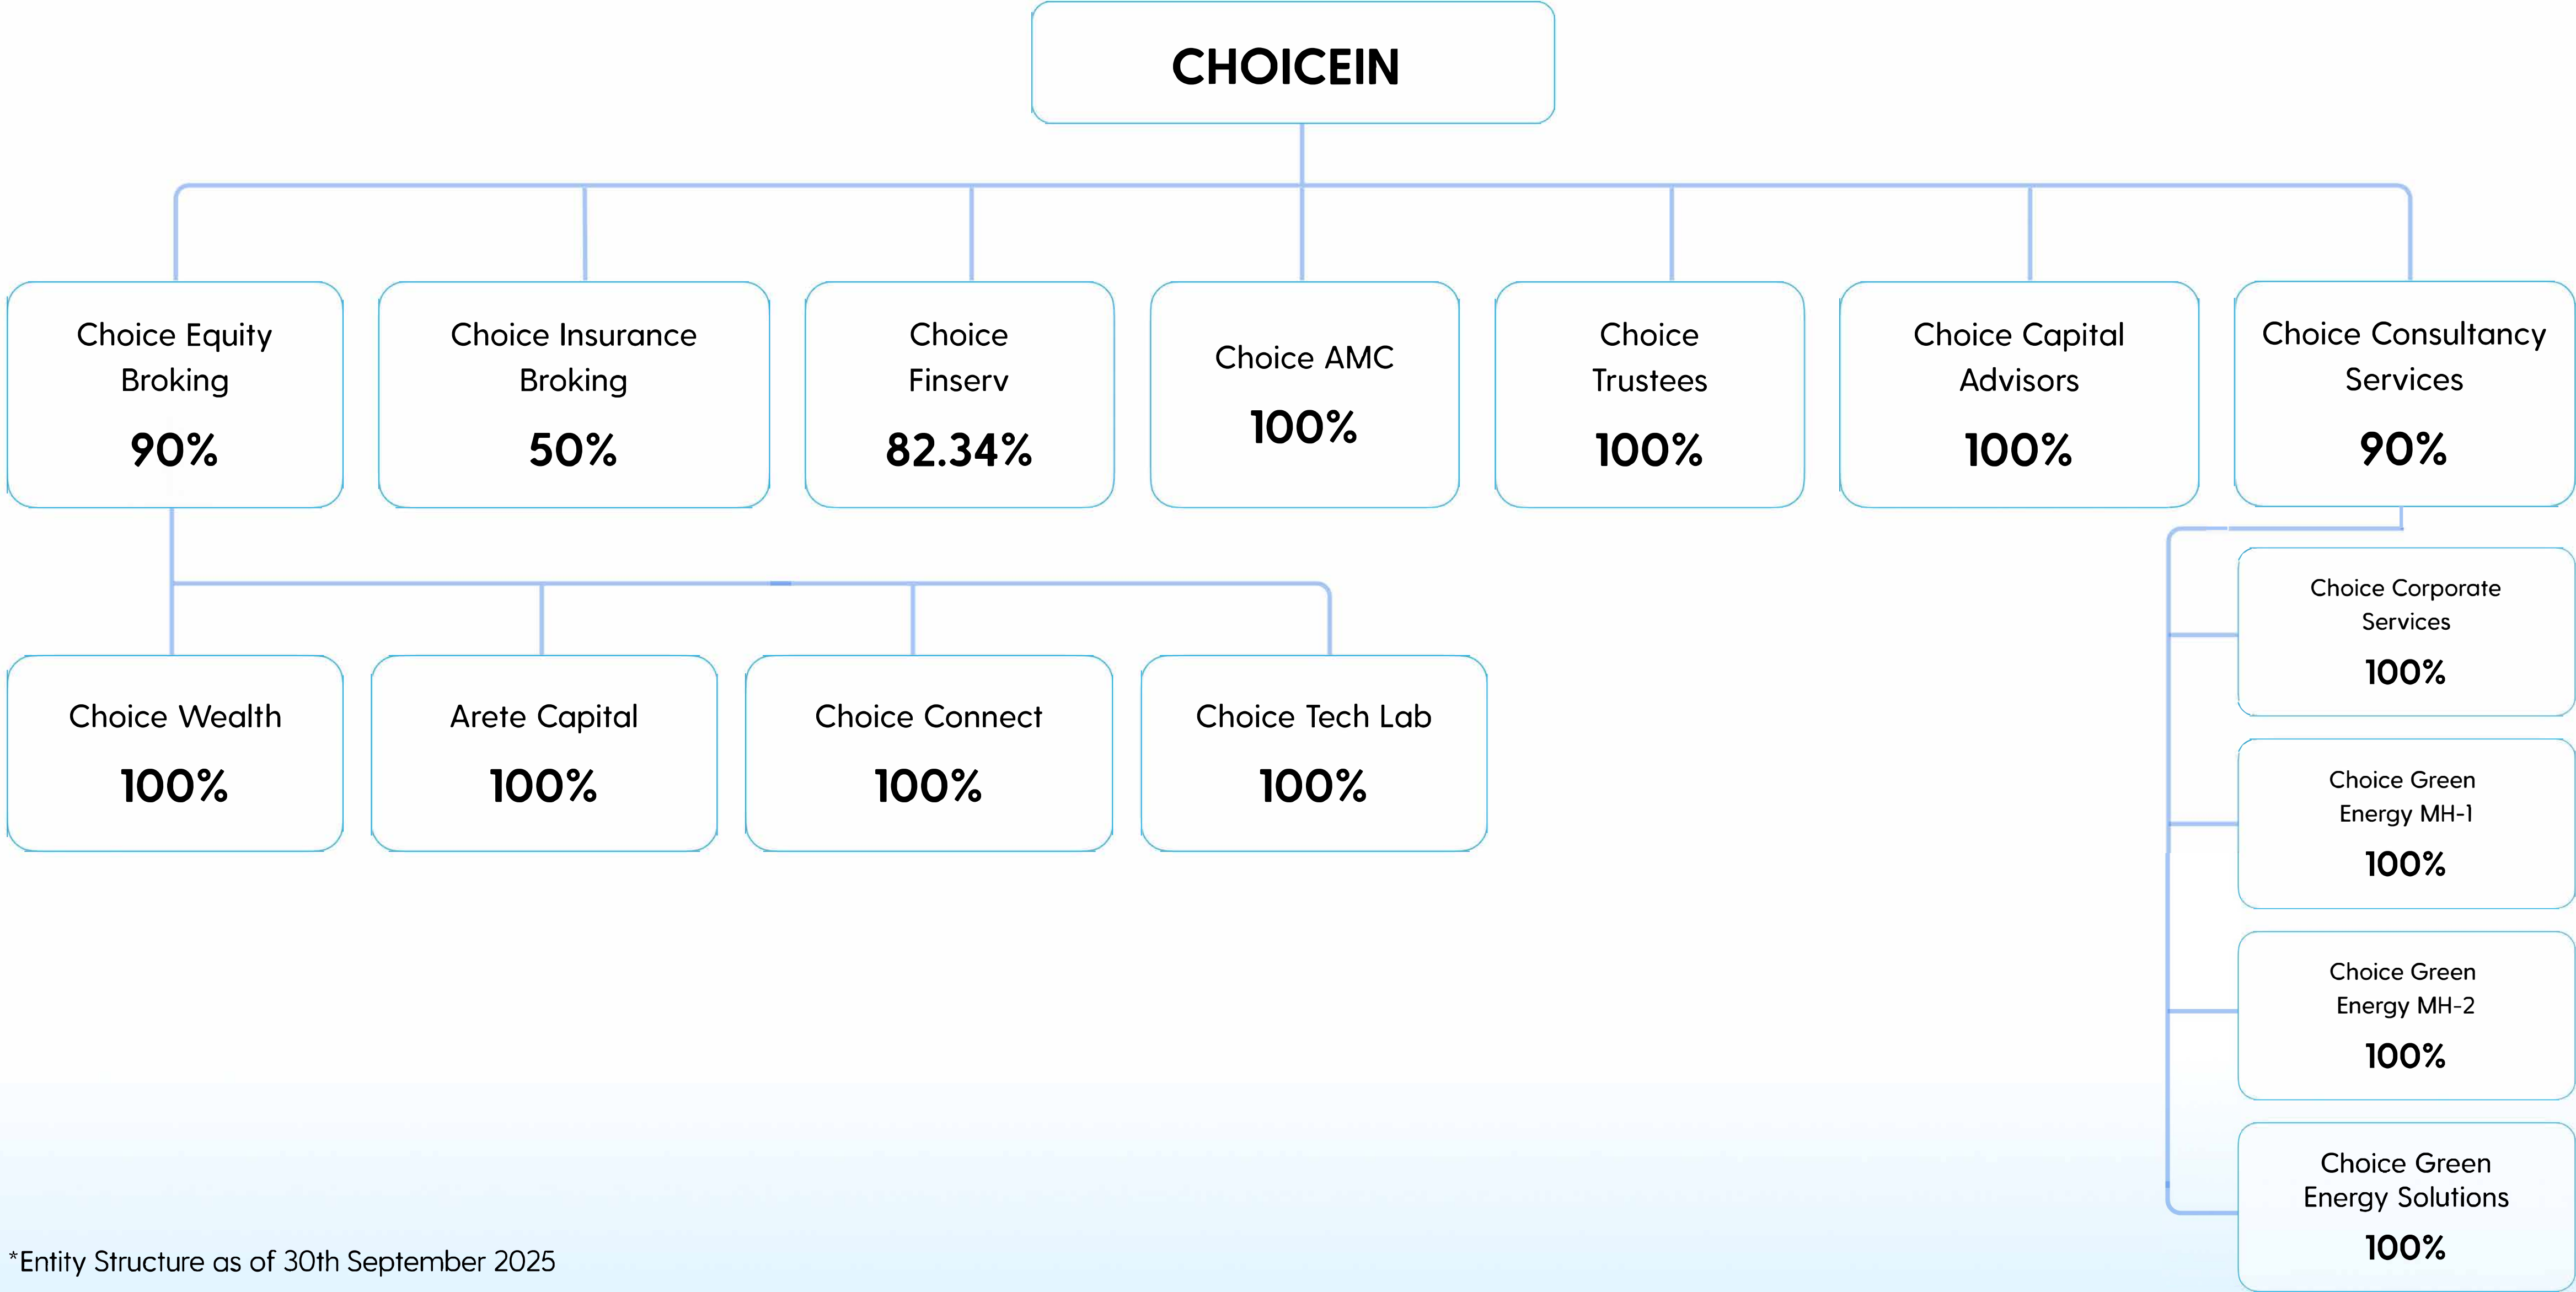 CHOICEIN
Choice Equity
Broking
90%
Choice Insurance
Broking
50%
Choice
Finserv
82.34%
Choice AMC
100%
Choice
Trustees
100%
Choice Capital
Advisors
100%
Choice Consultancy
Services
90%
Choice Wealth
100%
Arete Capital
100%
Choice Connect
100%
Choice Tech Lab
100%
Choice Corporate
Services
100%
Choice Green
Energy MH-1
100%
Choice Green
Energy MH-2
100%
Choice Green
Energy Solutions
100%
*Entity Structure as of 30th September 2025